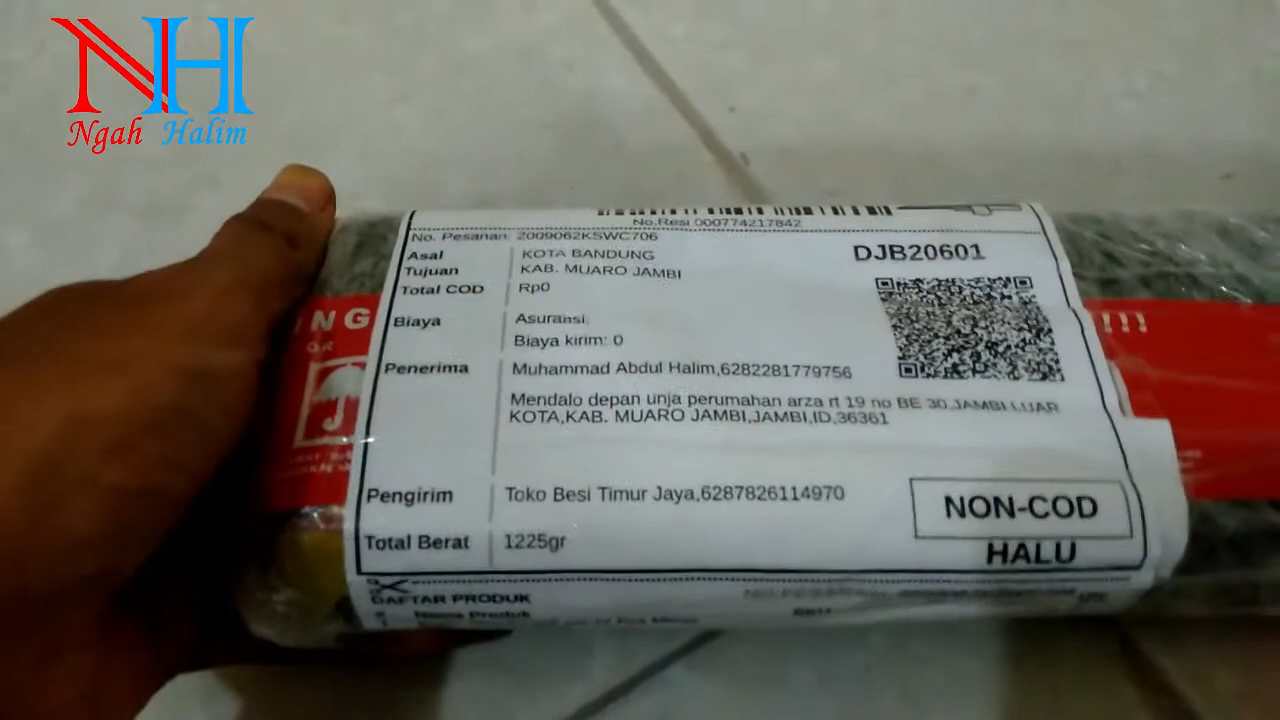 NH
Ngah Halim
No.Resi 000774217842
No. Pesanan: 2009062KSWC706
DJB20601
Asal KOTA BANDUNG
Tujuan KAB. MUARO JAMBI
Total COD Rp0
Biaya Asuransi:
Biaya kirim: 0
Penerima Muhammad Abdul Halim,6282281779756
Mendalo depan unja perumahan arza rt 19 no BE 30,JAMBI LUAR
KOTA,KAB. MUARO JAMBI,JAMBI,ID,36361
Pengirim Toko Besi Timur Jaya,6287826114970
NON-COD
Total Berat 1225gr
HALU
DAFTAR PRODUK
Nama Produk
ING
!!!